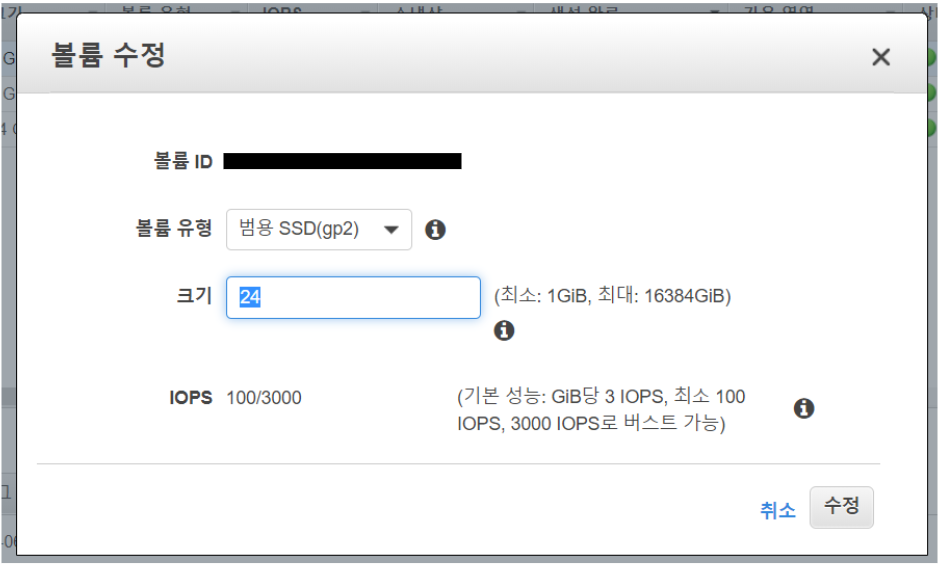 볼륨 수정
볼륨 ID
볼륨 유형 범용 SSD(gp2)
크기 24 (최소: 1GiB, 최대: 16384GiB)
IOPS 100/3000 (기본 성능: GiB당 3 IOPS, 최소 100
IOPS, 3000 IOPS로 버스트 가능)
취소 수정